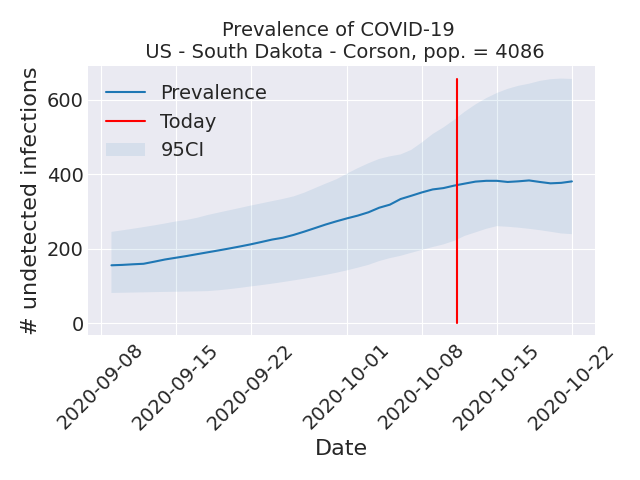 Prevalence of COVID-19
US - South Dakota - Corson, pop. = 4086
# undetected infections
600
400
200
0
Prevalence
Today
95CI
2020-09-08
2020-09-15
2020-09-22
2020-10-01
2020-10-08
2020-10-15
2020-10-22
Date